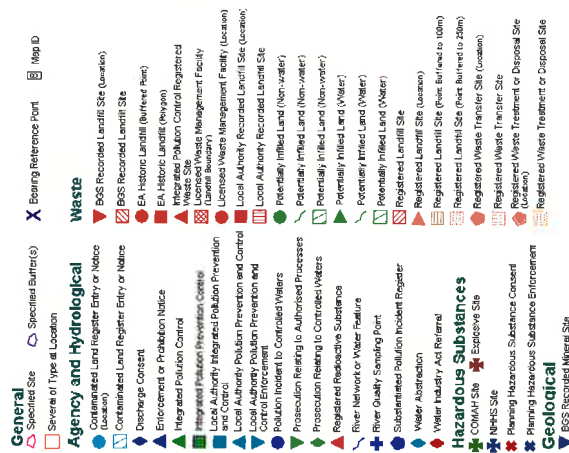 General
Specified Site
Specified Buffer(s)
Bearing Reference Point
Map ID
Several of Type at Location
Agency and Hydrological
Contaminated Land Register Entry or Notice
(Location)
Contaminated Land Register Entry or Notice
Discharge Consent
Enforcement or Prohibition Notice
Integrated Pollution Control
Integrated Pollution Prevention Control
Local Authority Integrated Pollution Prevention
and Control
Local Authority Pollution Prevention and Control
Local Authority Pollution Prevention and
Control Enforcement
Pollution Incident to Controlled Waters
Prosecution Relating to Authorised Processes
Prosecution Relating to Controlled Waters
Registered Radioactive Substance
River Network or Water Feature
River Quality Sampling Point
Substantiated Pollution Incident Register
Water Abstraction
Water Industry Act Referral
Hazardous Substances
COMAH Site
Explosive Site
NIHHS Site
Planning Hazardous Substance Consent
Planning Hazardous Substance Enforcement
Geological
BGS Recorded Mineral Site
Waste
BGS Recorded Landfill Site (Location)
BGS Recorded Landfill Site
EA Historic Landfill (Buffered Point)
EA Historic Landfill (Polygon)
Integrated Pollution Control Registered
Waste Site
Licensed Waste Management Facility
(Landfill Boundary)
Licensed Waste Management Facility (Location)
Local Authority Recorded Landfill Site (Location)
Local Authority Recorded Landfill Site
Potentially Infilled Land (Non-water)
Potentially Infilled Land (Non-water)
Potentially Infilled Land (Non-water)
Potentially Infilled Land (Water)
Potentially Infilled Land (Water)
Potentially Infilled Land (Water)
Registered Landfill Site
Registered Landfill Site (Location)
Registered Landfill Site (Point Buffered to 100m)
Registered Landfill Site (Point Buffered to 250m)
Registered Waste Transfer Site (Location)
Registered Waste Transfer Site
Registered Waste Treatment or Disposal Site
(Location)
Registered Waste Treatment or Disposal Site